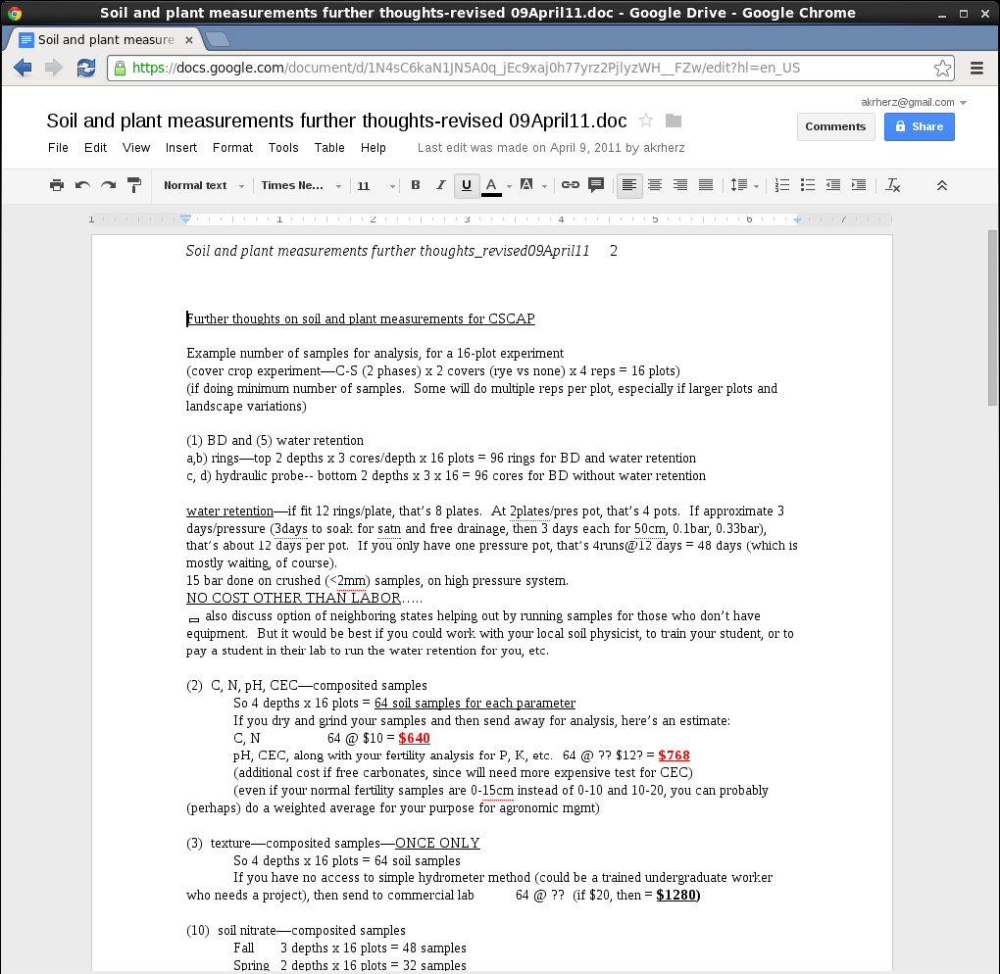 Soil and plant measurements further thoughts-revised 09April11.doc - Google Drive - Google Chrome
Soil and plant measure
https://docs.google.com/document/d/1N4sC6kaN1JN5A0q_jEc9xaj0h77yrz2PjlyzWH__FZw/edit?hl=en_US
akrherz@gmail.com
Soil and plant measurements further thoughts-revised 09April11.doc
Comments Share
File Edit View Insert Format Tools Table Help Last edit was made on April 9, 2011 by akrherz
Normal text Times Ne... 11 B I U A A
1 1 2 3 4 5 6 7
Soil and plant measurements further thoughts_revised09April11 2
Further thoughts on soil and plant measurements for CSCAP
Example number of samples for analysis, for a 16-plot experiment
(cover crop experiment—C-S (2 phases) x 2 covers (rye vs none) x 4 reps = 16 plots)
(if doing minimum number of samples. Some will do multiple reps per plot, especially if larger plots and
landscape variations)
(1) BD and (5) water retention
a,b) rings—top 2 depths x 3 cores/depth x 16 plots = 96 rings for BD and water retention
c, d) hydraulic probe-- bottom 2 depths x 3 x 16 = 96 cores for BD without water retention
water retention—if fit 12 rings/plate, that's 8 plates. At 2plates/pres pot, that's 4 pots. If approximate 3
days/pressure (3days to soak for satn and free drainage, then 3 days each for 50cm, 0.1bar, 0.33bar),
that's about 12 days per pot. If you only have one pressure pot, that's 4runs@12 days = 48 days (which is
mostly waiting, of course).
15 bar done on crushed (<2mm) samples, on high pressure system.
NO COST OTHER THAN LABOR…..
also discuss option of neighboring states helping out by running samples for those who don't have
equipment. But it would be best if you could work with your local soil physicist, to train your student, or to
pay a student in their lab to run the water retention for you, etc.
(2) C, N, pH, CEC—composited samples
So 4 depths x 16 plots = 64 soil samples for each parameter
If you dry and grind your samples and then send away for analysis, here's an estimate:
C, N 64 @ $10 = $640
pH, CEC, along with your fertility analysis for P, K, etc. 64 @ ?? $12? = $768
(additional cost if free carbonates, since will need more expensive test for CEC)
(even if your normal fertility samples are 0-15cm instead of 0-10 and 10-20, you can probably
(perhaps) do a weighted average for your purpose for agronomic mgmt)
(3) texture—composited samples—ONCE ONLY
So 4 depths x 16 plots = 64 soil samples
If you have no access to simple hydrometer method (could be a trained undergraduate worker
who needs a project), then send to commercial lab 64 @ ?? (if $20, then = $1280)
(10) soil nitrate—composited samples
Fall 3 depths x 16 plots = 48 samples
Spring 2 depths x 16 plots = 32 samples